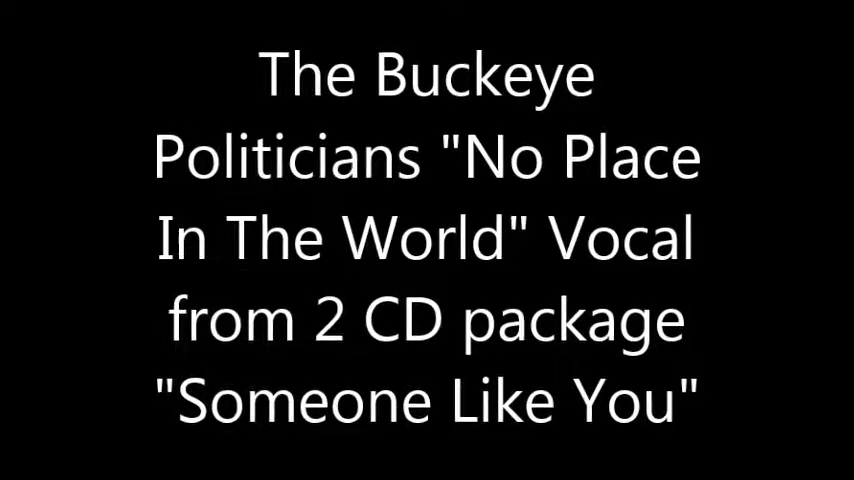 The Buckeye
Politicians "No Place
In The World" Vocal
from 2 CD package
"Someone Like You"